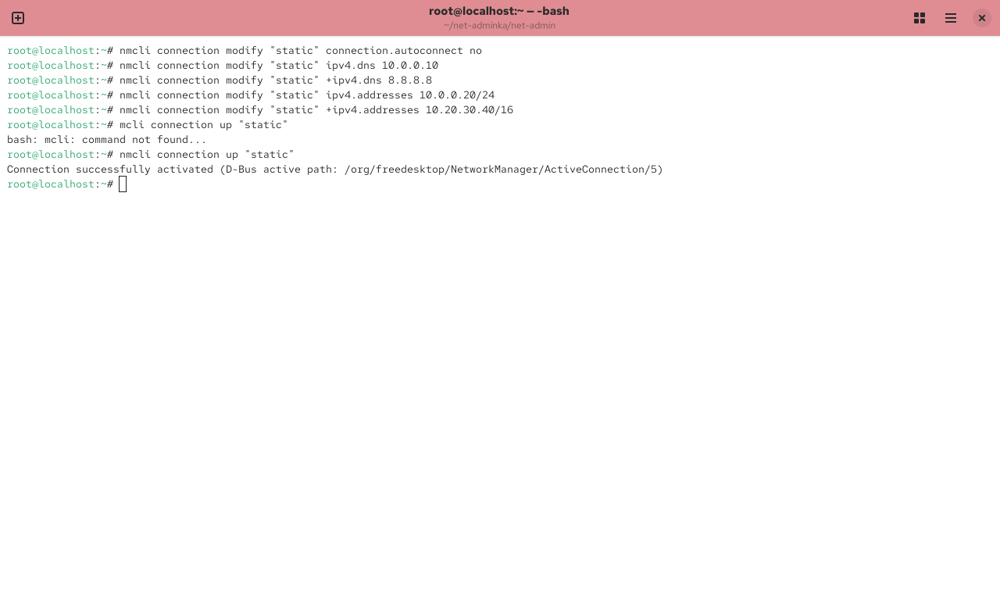 root@localhost:~ — -bash
~/net-adminka/net-admin
root@localhost:~# nmcli connection modify "static" connection.autoconnect no
root@localhost:~# nmcli connection modify "static" ipv4.dns 10.0.0.10
root@localhost:~# nmcli connection modify "static" +ipv4.dns 8.8.8.8
root@localhost:~# nmcli connection modify "static" ipv4.addresses 10.0.0.20/24
root@localhost:~# nmcli connection modify "static" +ipv4.addresses 10.20.30.40/16
root@localhost:~# mcli connection up "static"
bash: mcli: command not found...
root@localhost:~# nmcli connection up "static"
Connection successfully activated (D-Bus active path: /org/freedesktop/NetworkManager/ActiveConnection/5)
root@localhost:~#